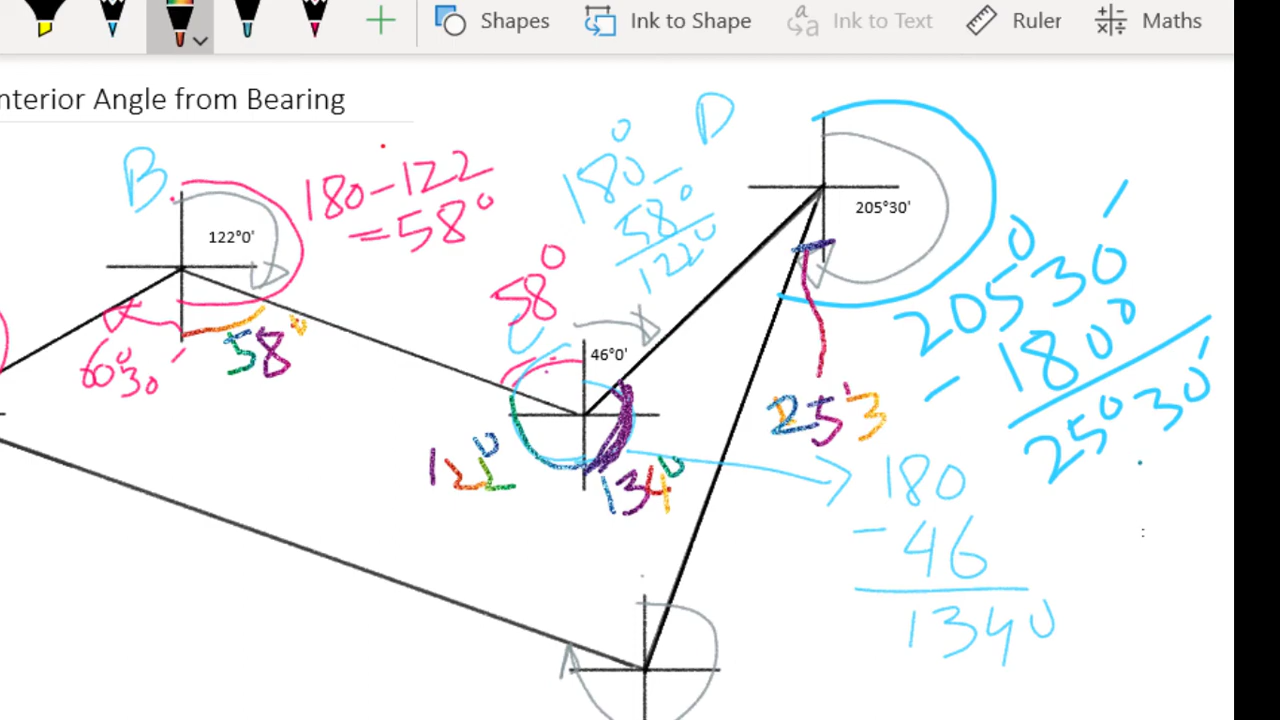 Shapes
Ink to Shape
Ink to Text
Ruler
Maths
nterior Angle from Bearing
B
122°0'
180-122
=58°
60°30'
58°
58°
180°-
58°
122°
D
205°30'
205°30'
- 180°
25°30'
46°0'
122°
134°
25'3
180
- 46
134°